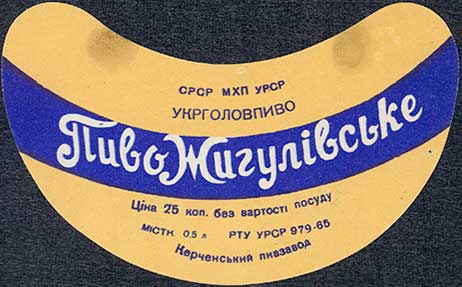 СРСР МХП УРСР
УКРГОЛОВПИВО
Пиво Жигулівське
Ціна 25 коп. без вартості посуду
МІСТК. 0,5 л РТУ УРСР 979-65
Керченський пивзавод